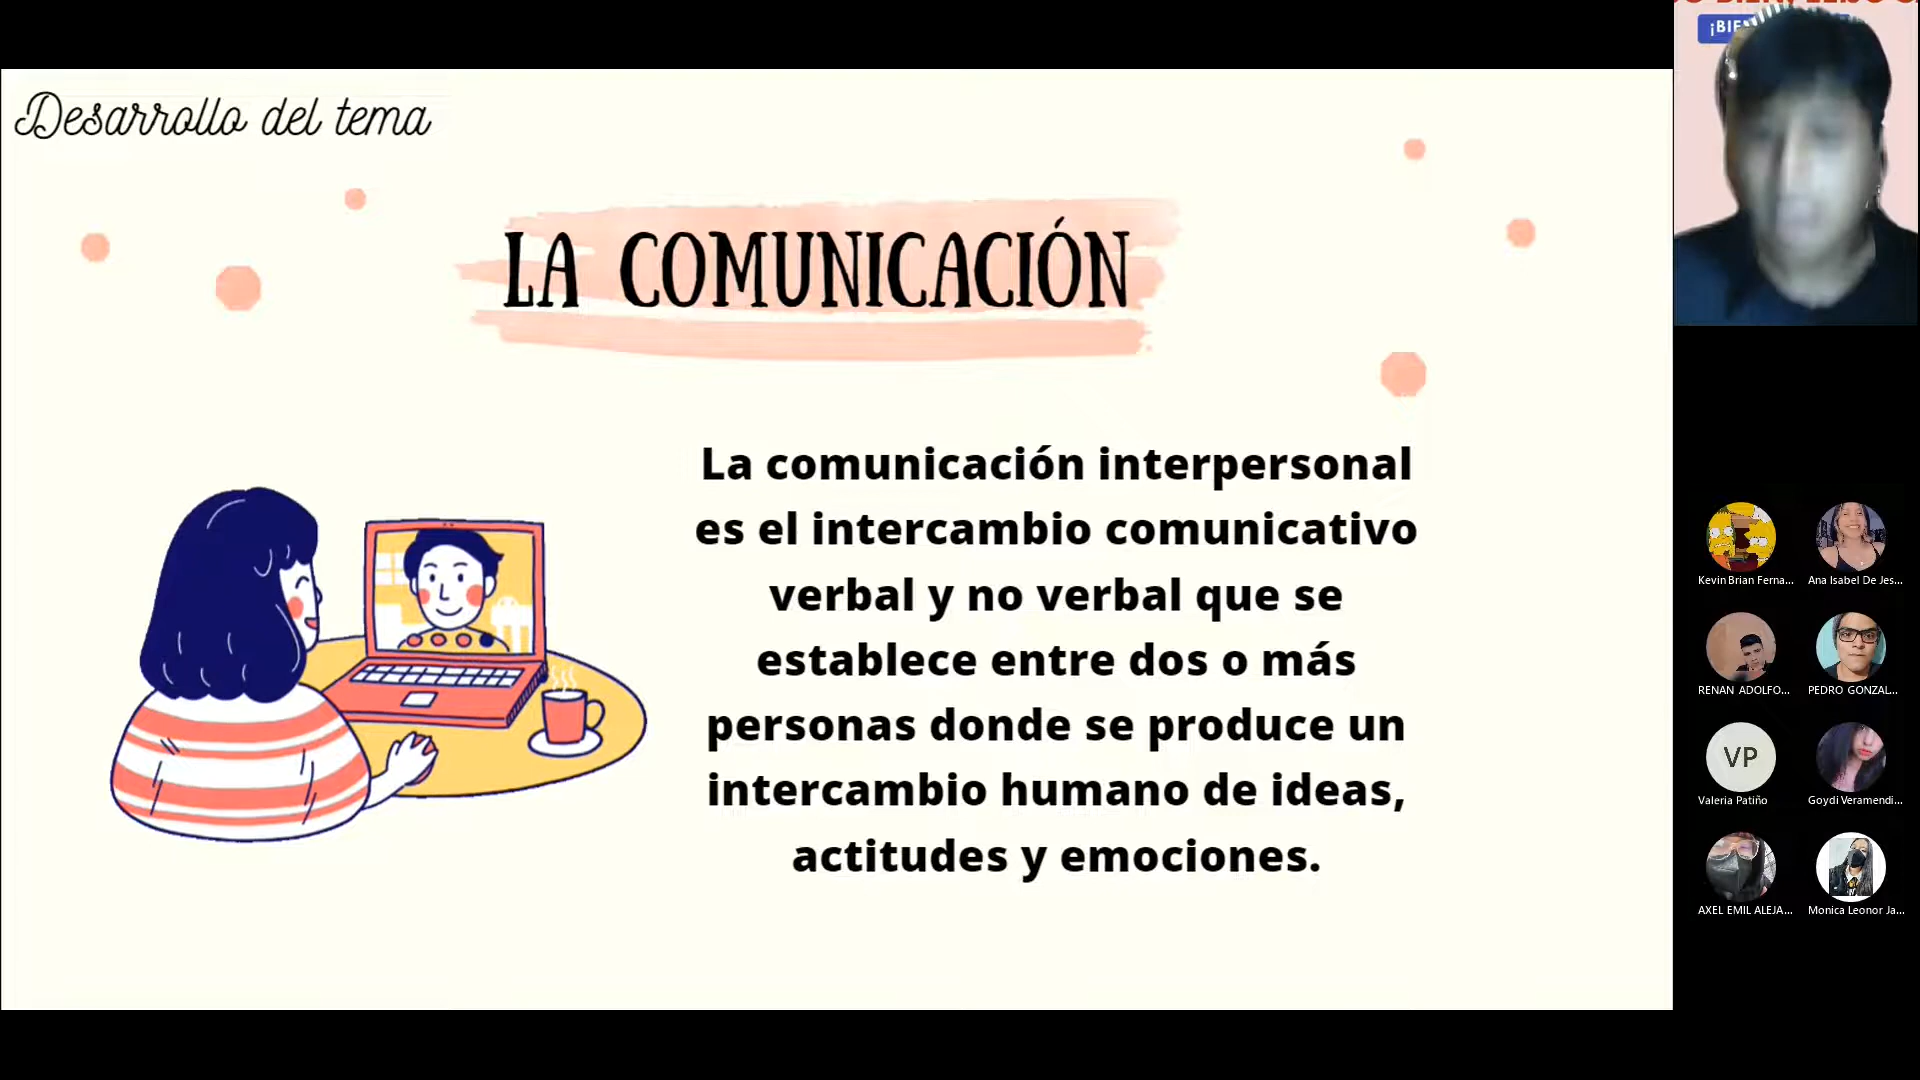 Desarrollo del tema
LA COMUNICACIÓN
La comunicación interpersonal
es el intercambio comunicativo
verbal y no verbal que se
establece entre dos o más
personas donde se produce un
intercambio humano de ideas,
actitudes y emociones.
Kevin Brian Ferna...
Ana Isabel De Jes...
RENAN ADOLFO...
PEDRO GONZAL...
VP
Valeria Patiño
Goydi Veramendi...
AXEL EMIL ALEJA...
Monica Leonor Ja...